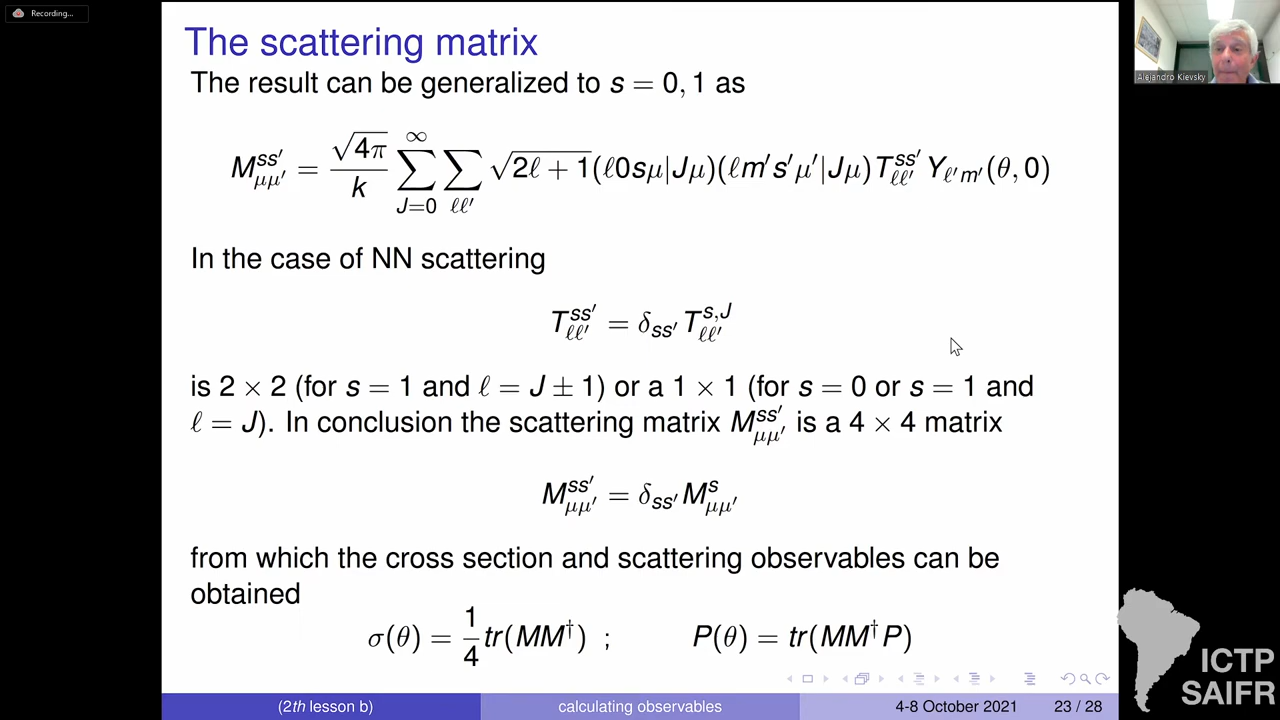 Recording...
The scattering matrix
The result can be generalized to s = 0, 1 as
M^{ss′}_{μμ′} = \frac{√4π}{k} ∑_{J=0}^{∞} ∑_{ℓℓ′} √{2ℓ + 1}(ℓ0sμ|Jμ)(ℓm′s′μ′|Jμ)T^{ss′}_{ℓℓ′} Y_{ℓ′m′}(θ, 0)
In the case of NN scattering
T^{ss′}_{ℓℓ′} = δ_{ss′} T^{s,J}_{ℓℓ′}
is 2 × 2 (for s = 1 and ℓ = J ± 1) or a 1 × 1 (for s = 0 or s = 1 and
ℓ = J). In conclusion the scattering matrix M^{ss′}_{μμ′} is a 4 × 4 matrix
M^{ss′}_{μμ′} = δ_{ss′} M^{s}_{μμ′}
from which the cross section and scattering observables can be
obtained
σ(θ) = \frac{1}{4} tr(MM†) ; P(θ) = tr(MM†P)
(2th lesson b) calculating observables 4-8 October 2021 23 / 28
Alejandro Kievsky
ICTP
SAIFR